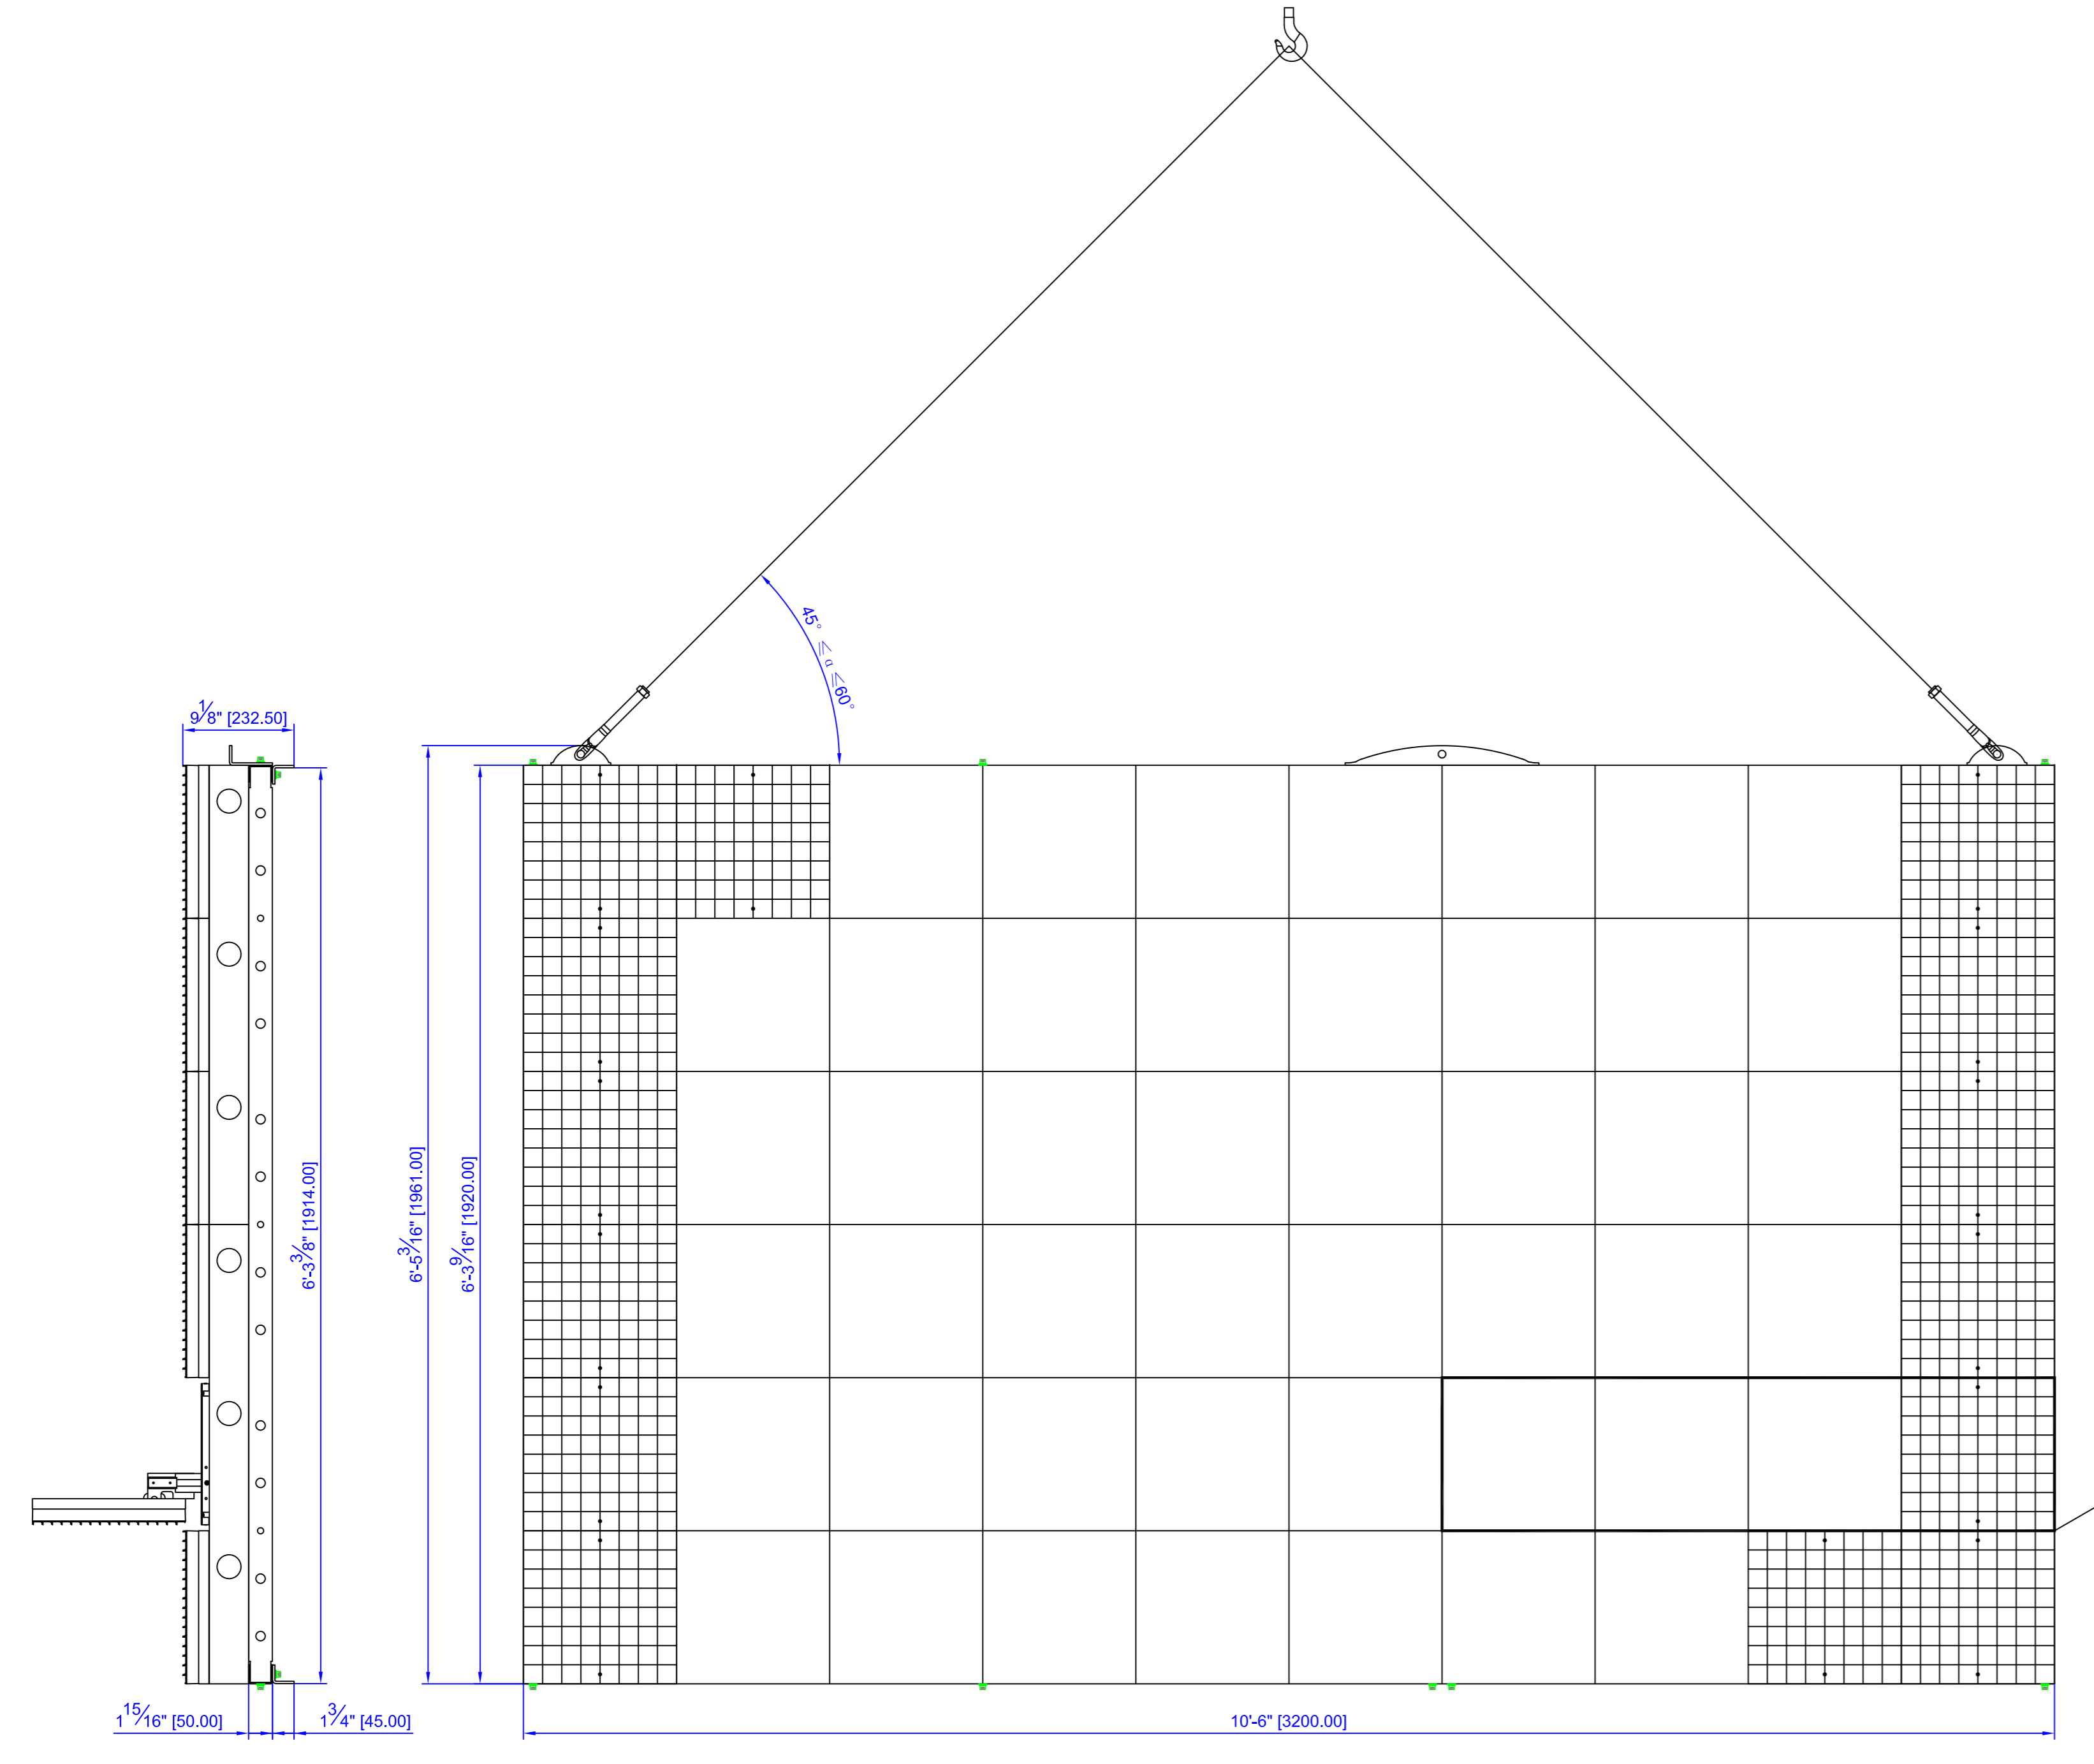 45° ≤ α ≤60°
9 1/8" [232.50]
6'-3 3/8" [1914.00]
6'-5 3/16" [1961.00]
6'-3 9/16" [1920.00]
1 15/16" [50.00]
1 3/4" [45.00]
10'-6" [3200.00]